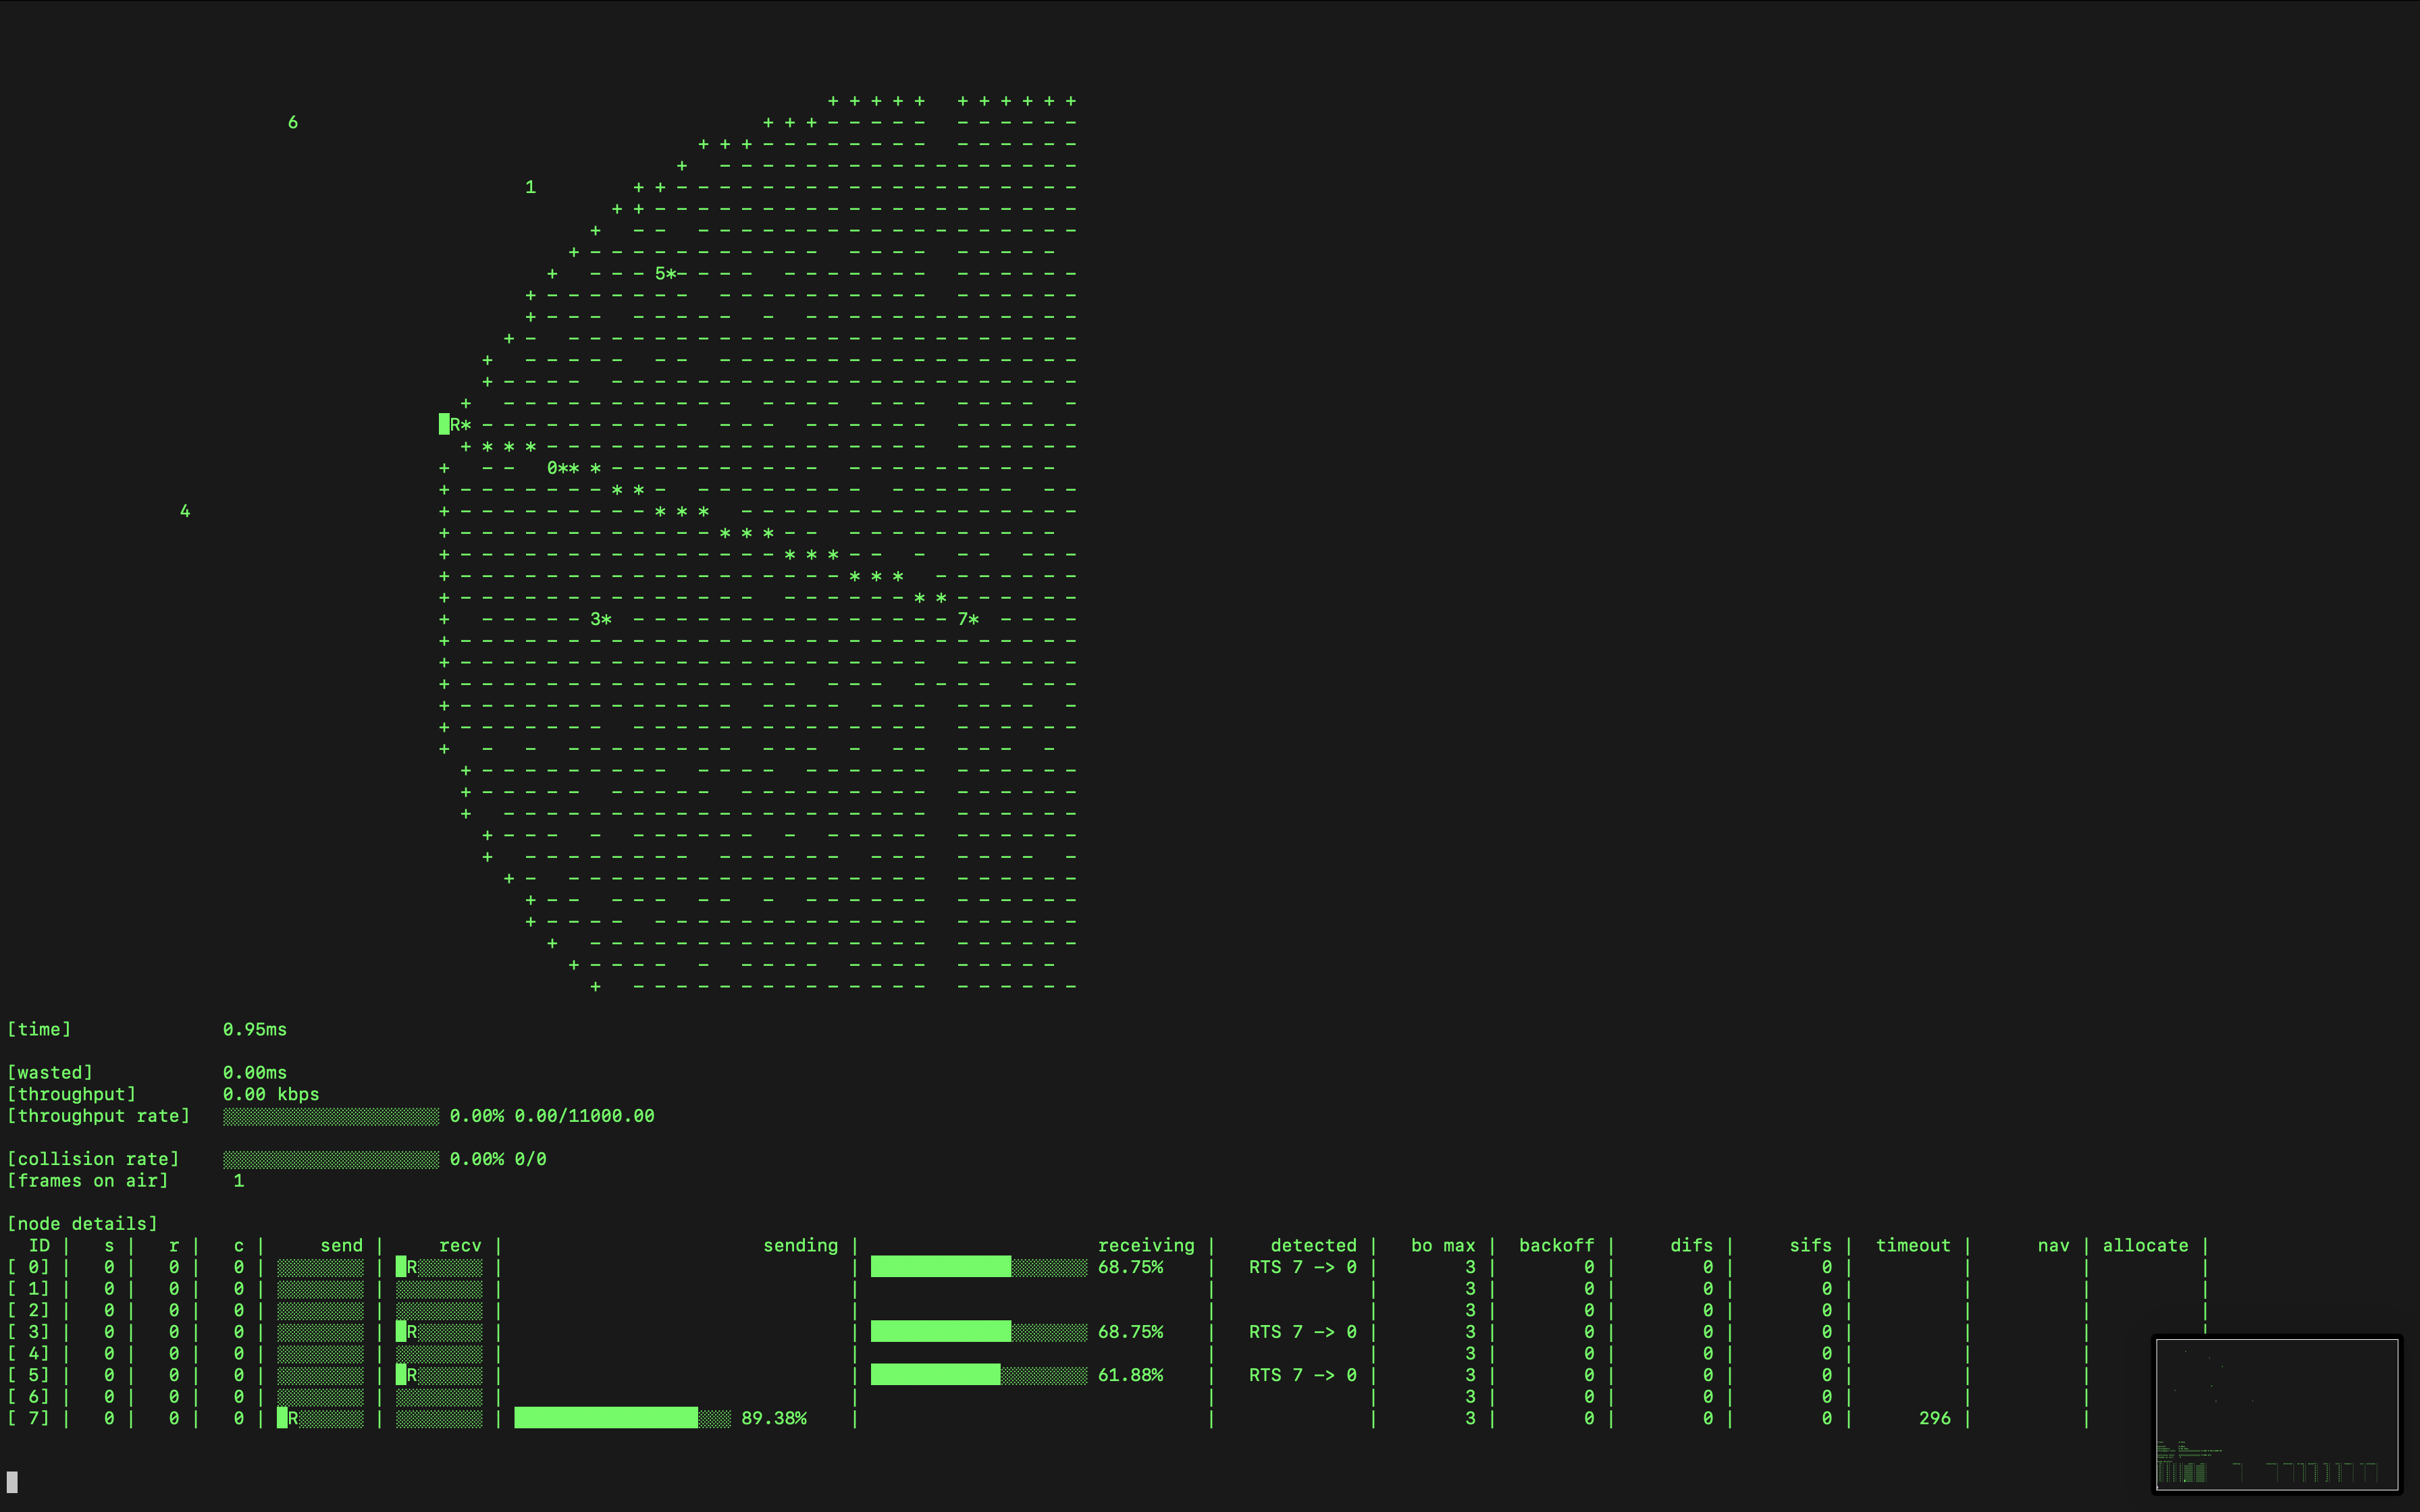 6
1
5*
R*
0** *
4
3*
7*
[time] 0.95ms
[wasted] 0.00ms
[throughput] 0.00 kbps
[throughput rate] 0.00% 0.00/11000.00
[collision rate] 0.00% 0/0
[frames on air] 1
[node details]
ID | s | r | c | send | recv | sending | receiving | detected | bo max | backoff | difs | sifs | timeout | nav | allocate |
[ 0] | 0 | 0 | 0 | | R | | 68.75% | RTS 7 -> 0 | 3 | 0 | 0 | 0 | | | |
[ 1] | 0 | 0 | 0 | | | | | | 3 | 0 | 0 | 0 | | | |
[ 2] | 0 | 0 | 0 | | | | | | 3 | 0 | 0 | 0 | | | |
[ 3] | 0 | 0 | 0 | | R | | 68.75% | RTS 7 -> 0 | 3 | 0 | 0 | 0 | | | |
[ 4] | 0 | 0 | 0 | | | | | | 3 | 0 | 0 | 0 | | |
[ 5] | 0 | 0 | 0 | | R | | 61.88% | RTS 7 -> 0 | 3 | 0 | 0 | 0 | | |
[ 6] | 0 | 0 | 0 | | | | | | 3 | 0 | 0 | 0 | | |
[ 7] | 0 | 0 | 0 | R | | 89.38% | | | 3 | 0 | 0 | 0 | 296 | |